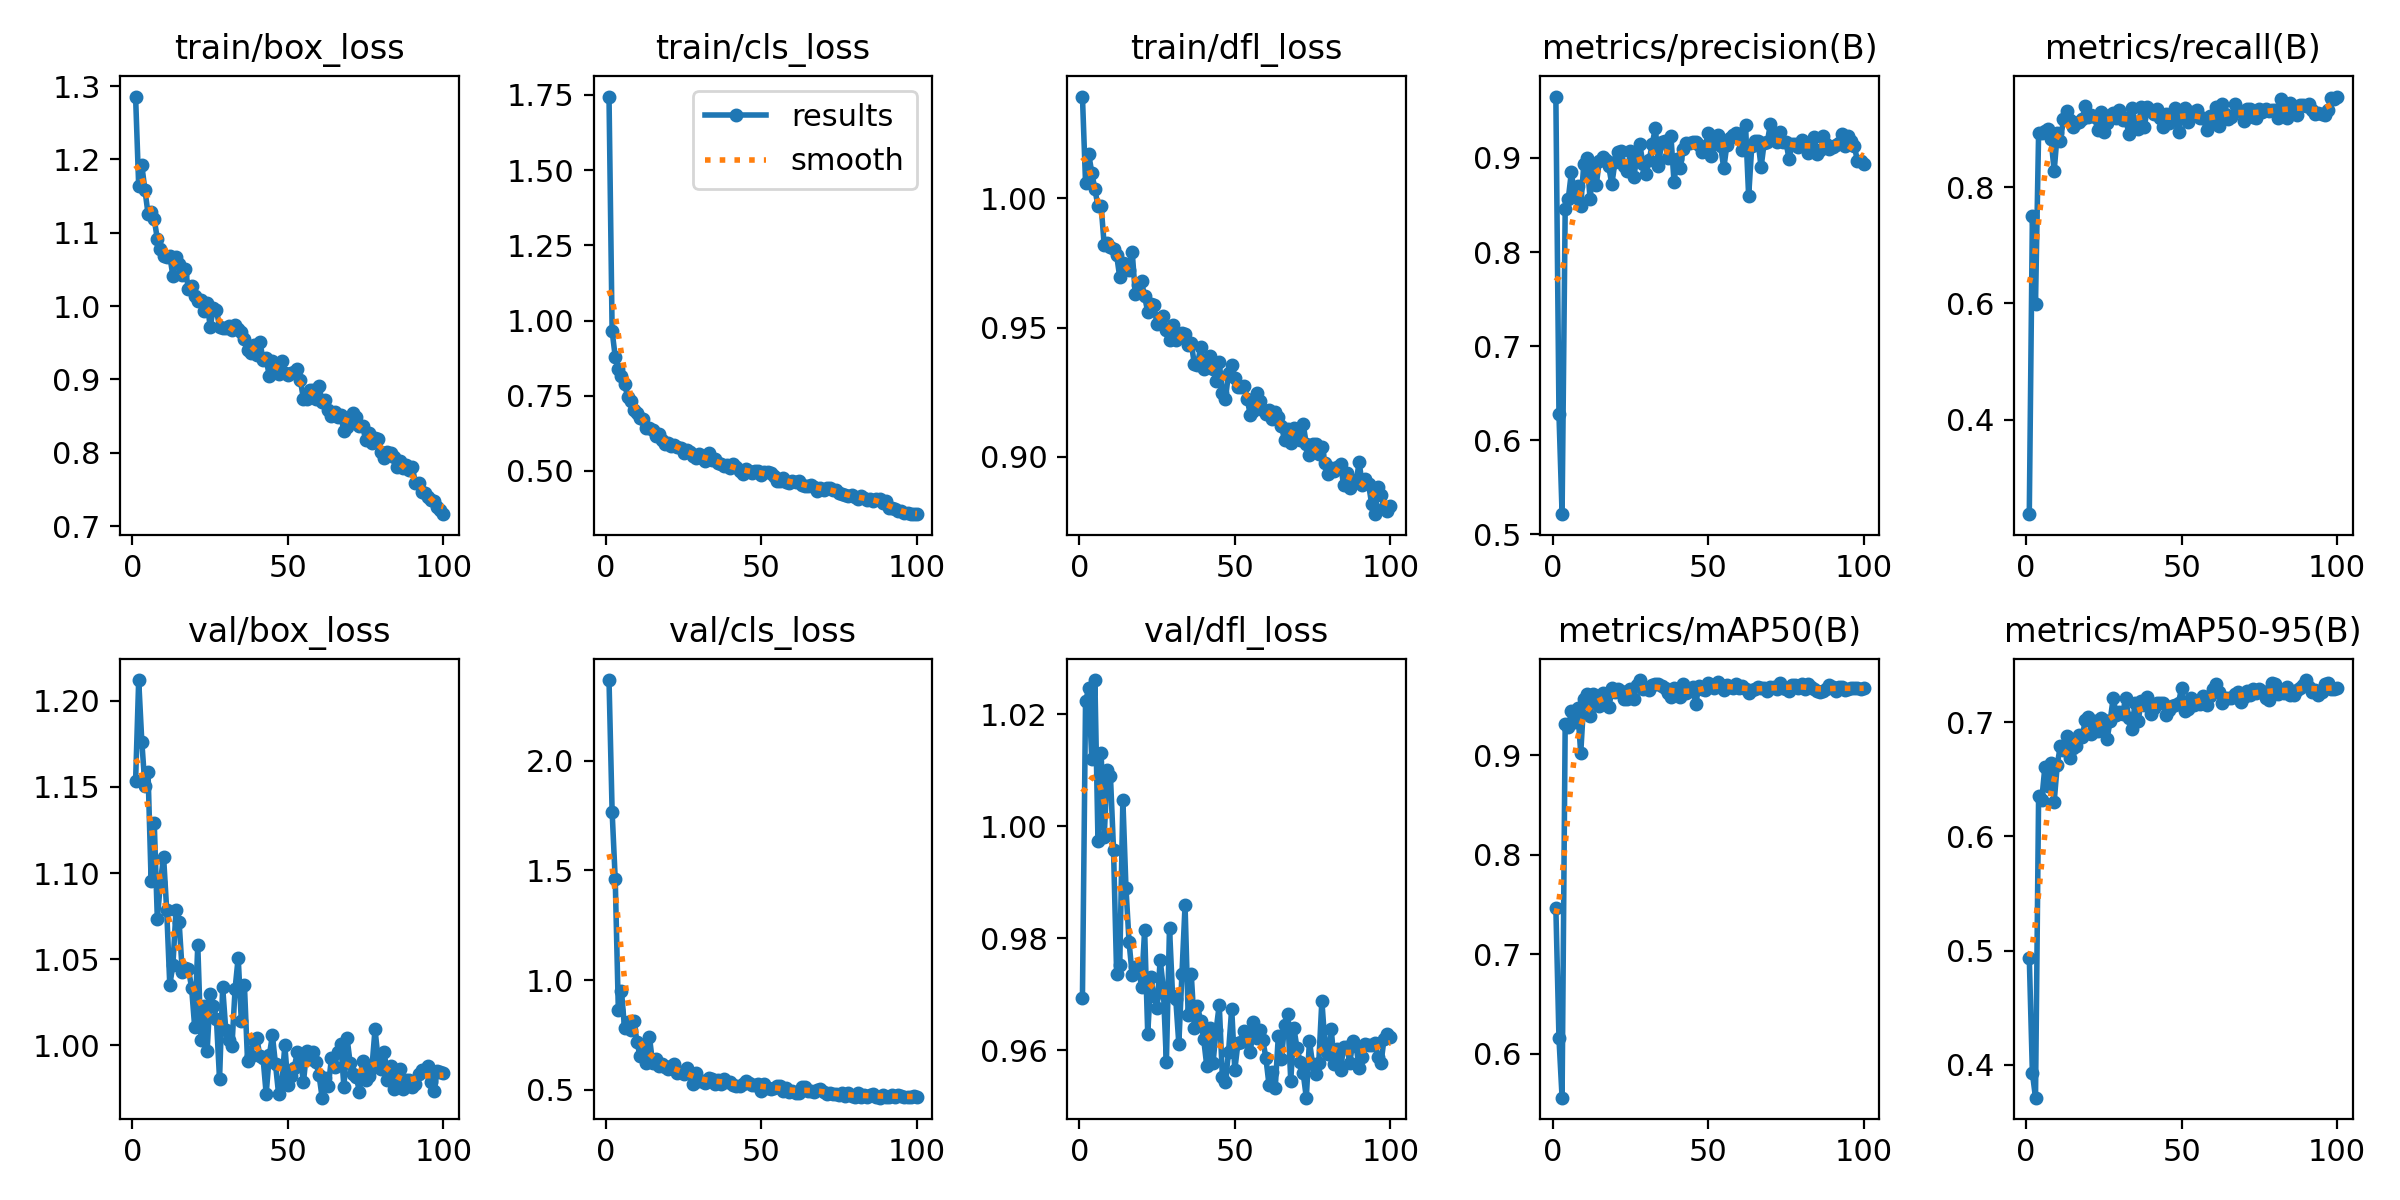 train/box_loss
1.3
1.2
1.1
1.0
0.9
0.8
0.7
0 50 100
train/cls_loss
results
smooth
1.75
1.50
1.25
1.00
0.75
0.50
0 50 100
train/dfl_loss
1.00
0.95
0.90
0 50 100
metrics/precision(B)
0.9
0.8
0.7
0.6
0.5
0 50 100
metrics/recall(B)
0.8
0.6
0.4
0 50 100
val/box_loss
1.20
1.15
1.10
1.05
1.00
0 50 100
val/cls_loss
2.0
1.5
1.0
0.5
0 50 100
val/dfl_loss
1.02
1.00
0.98
0.96
0 50 100
metrics/mAP50(B)
0.9
0.8
0.7
0.6
0 50 100
metrics/mAP50-95(B)
0.7
0.6
0.5
0.4
0 50 100